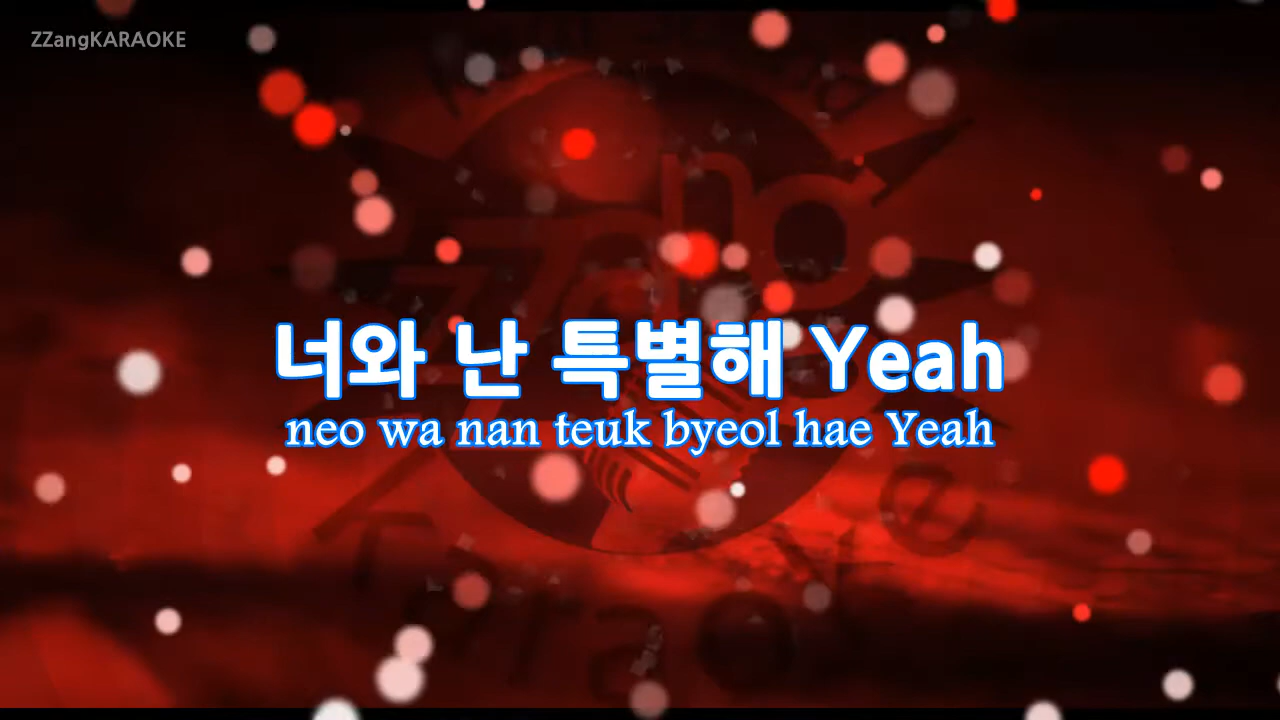 ZZangKARAOKE
너와 난 특별해 Yeah
neo wa nan teuk byeol hae Yeah